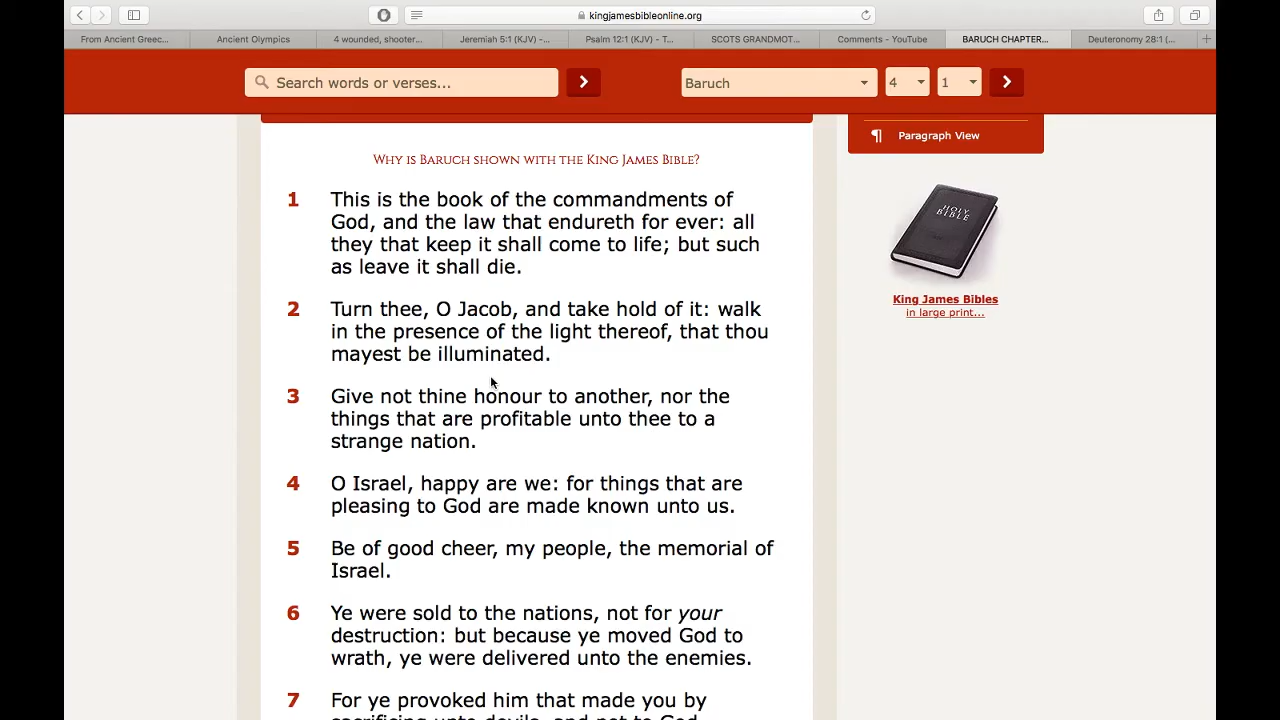 kingjamesbibleonline.org
From Ancient Greec...
Ancient Olympics
4 wounded, shooter...
Jeremiah 5:1 (KJV) -...
Psalm 12:1 (KJV) - T...
SCOTS GRANDMOT...
Comments - YouTube
BARUCH CHAPTER...
Deuteronomy 28:1 (...
Search words or verses...
Baruch
4
1
Paragraph View
HOLY
BIBLE
King James Bibles
in large print...
Why is Baruch shown with the King James Bible?
1 This is the book of the commandments of
God, and the law that endureth for ever: all
they that keep it shall come to life; but such
as leave it shall die.
2 Turn thee, O Jacob, and take hold of it: walk
in the presence of the light thereof, that thou
mayest be illuminated.
3 Give not thine honour to another, nor the
things that are profitable unto thee to a
strange nation.
4 O Israel, happy are we: for things that are
pleasing to God are made known unto us.
5 Be of good cheer, my people, the memorial of
Israel.
6 Ye were sold to the nations, not for your
destruction: but because ye moved God to
wrath, ye were delivered unto the enemies.
7 For ye provoked him that made you by
sacrificing unto devils, and not to God.